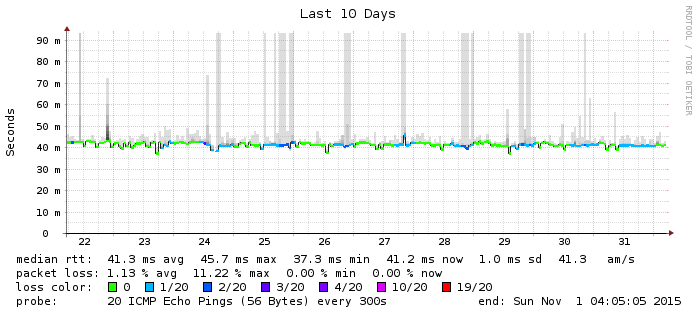 Last 10 Days
RRDTOOL / TOBI OETIKER
Seconds
90 m
80 m
70 m
60 m
50 m
40 m
30 m
20 m
10 m
0
22 23 24 25 26 27 28 29 30 31
median rtt: 41.3 ms avg 45.7 ms max 37.3 ms min 41.2 ms now 1.0 ms sd 41.3 am/s
packet loss: 1.13 % avg 11.22 % max 0.00 % min 0.00 % now
loss color: 0 1/20 2/20 3/20 4/20 10/20 19/20
probe: 20 ICMP Echo Pings (56 Bytes) every 300s end: Sun Nov 1 04:05:05 2015